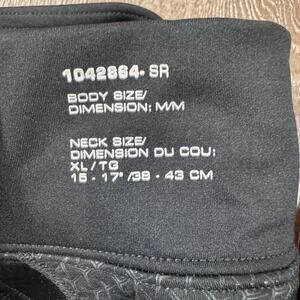 1042864- SR
BODY SIZE/
DIMENSION: M/M
NECK SIZE/
DIMENSION DU COU:
XL / TG
15 - 17" /38 - 43 CM